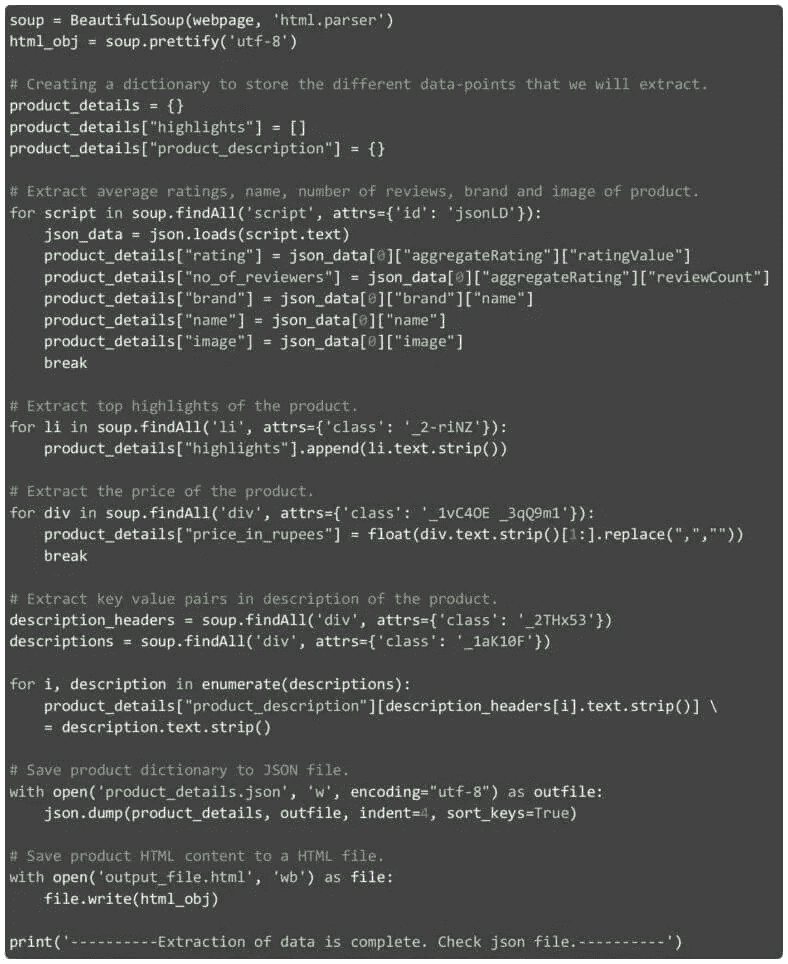 soup = BeautifulSoup(webpage, 'html.parser')
html_obj = soup.prettify('utf-8')

# Creating a dictionary to store the different data-points that we will extract.
product_details = {}
product_details["highlights"] = []
product_details["product_description"] = {}

# Extract average ratings, name, number of reviews, brand and image of product.
for script in soup.findAll('script', attrs={'id': 'jsonLD'}):
    json_data = json.loads(script.text)
    product_details["rating"] = json_data[0]["aggregateRating"]["ratingValue"]
    product_details["no_of_reviewers"] = json_data[0]["aggregateRating"]["reviewCount"]
    product_details["brand"] = json_data[0]["brand"]["name"]
    product_details["name"] = json_data[0]["name"]
    product_details["image"] = json_data[0]["image"]
    break

# Extract top highlights of the product.
for li in soup.findAll('li', attrs={'class': '_2-riNZ'}):
    product_details["highlights"].append(li.text.strip())

# Extract the price of the product.
for div in soup.findAll('div', attrs={'class': '_1vC4OE _3qQ9m1'}):
    product_details["price_in_rupees"] = float(div.text.strip()[1:].replace(",",""))
    break

# Extract key value pairs in description of the product.
description_headers = soup.findAll('div', attrs={'class': '_2THx53'})
descriptions = soup.findAll('div', attrs={'class': '_1aK10F'})

for i, description in enumerate(descriptions):
    product_details["product_description"][description_headers[i].text.strip()] \
    = description.text.strip()

# Save product dictionary to JSON file.
with open('product_details.json', 'w', encoding="utf-8") as outfile:
    json.dump(product_details, outfile, indent=4, sort_keys=True)

# Save product HTML content to a HTML file.
with open('output_file.html', 'wb') as file:
    file.write(html_obj)

print('----------Extraction of data is complete. Check json file.----------')